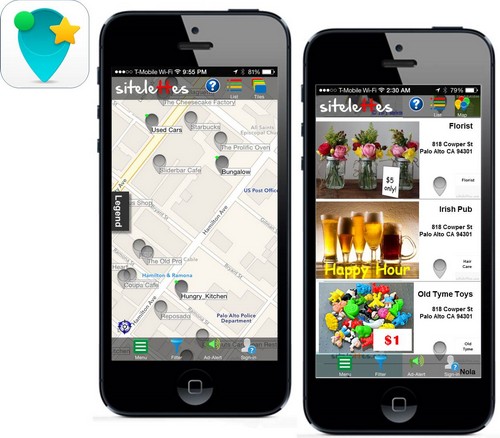 T-Mobile Wi-Fi 9:55 PM 81%
sitelettes
List
Tiles
The Cheesecake Factory
Used Cars
Starbucks
The Prolific Oven
Bliderbar Cafe
Bungalow
US Post Office
Legend
Hamilton Ave
The Old Pro
Hamilton & Ramona
Coupa Cafe
Hungry_Kitchen
Reposado
Palo Alto Police
Department
Menu
Filter
Ad-Alert
Sign-in
T-Mobile Wi-Fi 2:30 AM 79%
sitelettes
List
Map
Florist
818 Cowper St
Palo Alto CA 94301
$5
only!
Florist
Irish Pub
818 Cowper St
Palo Alto CA 94301
Happy Hour
Hair
Care
Old Tyme Toys
818 Cowper St
Palo Alto CA 94301
$1
Old
Tyme
Menu
Filter
Ad-Alert
Sign-in
Nola